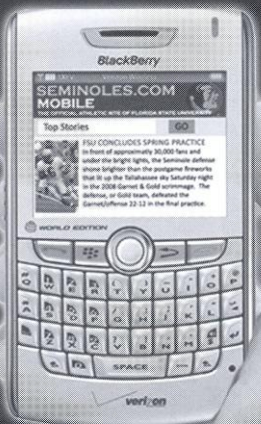 BlackBerry
SEMINOLES.COM
MOBILE
THE OFFICIAL ATHLETIC SITE OF FLORIDA STATE UNIVERSITY
Top Stories GO
FSU CONCLUDES SPRING PRACTICE
In front of approximatly 30,000 fans and
under the bright lights, the Seminole defense
shone brighter than the postgame fireworks
that lit up the Tallahassee sky Saturday night
in the 2008 Garnet & Gold scrimmage. The
defense, or Gold team, defeated the
Garnet/offense 22-12 in the final practice.
WORLD EDITION
Q W E R T Y U I O P
A S D F G H J K L
Z X C V B N M
SPACE
verizon